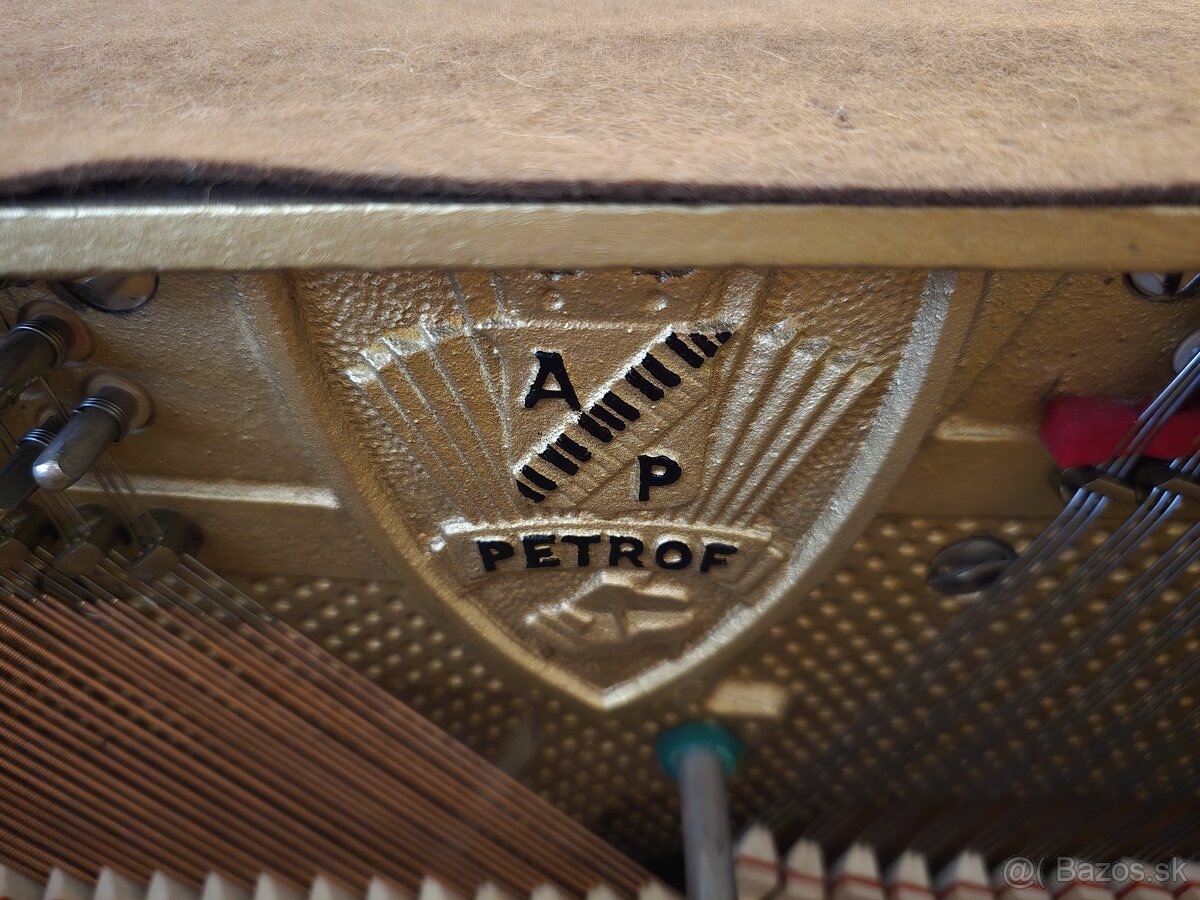 A
P
PETROF
@( Bazos.sk